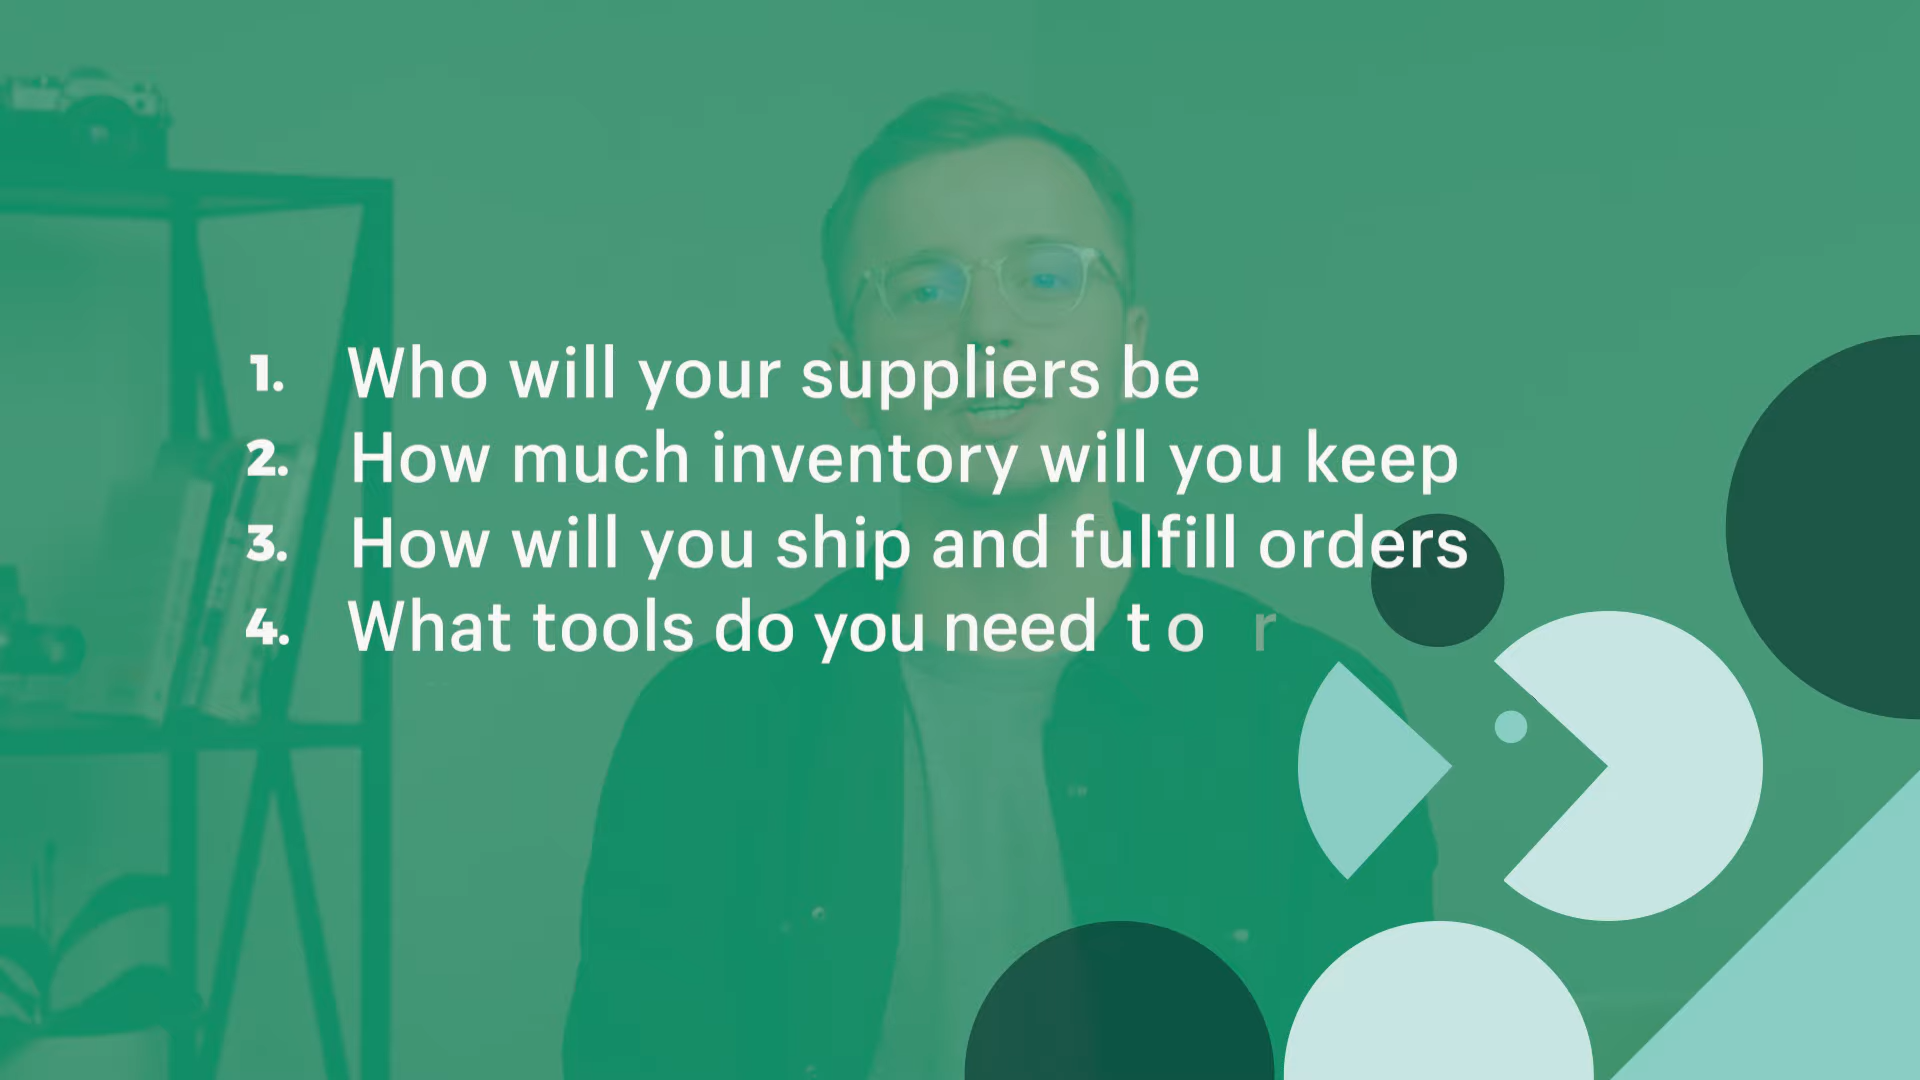 1. Who will your suppliers be
2. How much inventory will you keep
3. How will you ship and fulfill orders
4. What tools do you need to r